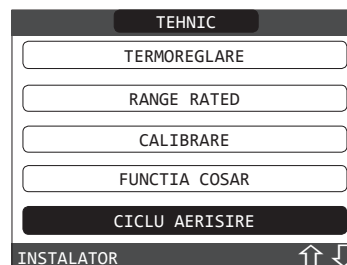 TEHNIC
TERMOREGLARE
RANGE RATED
CALIBRARE
FUNCTIA COSAR
CICLU AERISIRE
INSTALATOR